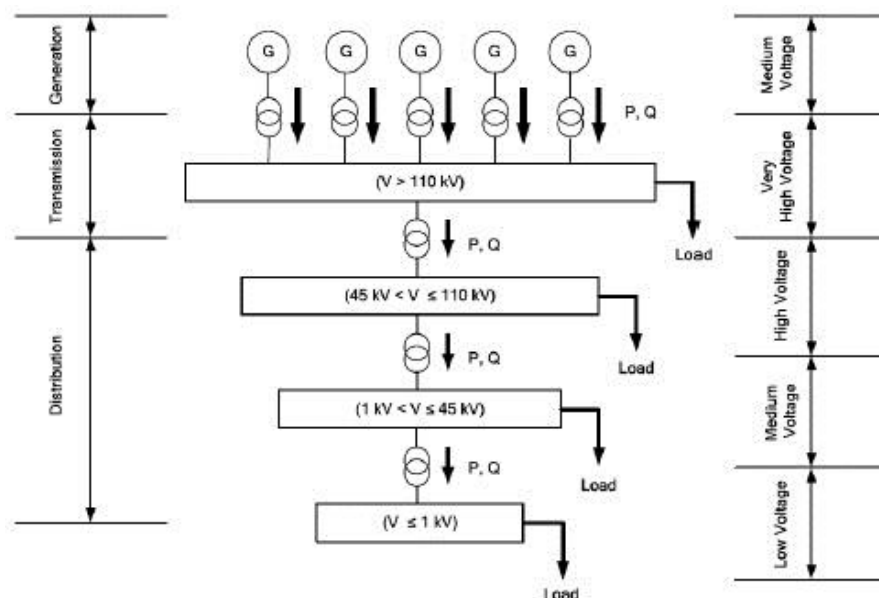 Generation
G G G G G
Medium
Voltage
P, Q
Transmission
(V > 110 kV)
Very
High Voltage
P, Q
Load
Distribution
(45 kV < V ≤ 110 kV)
High Voltage
P, Q
Load
(1 kV < V ≤ 45 kV)
Medium
Voltage
P, Q
Load
(V ≤ 1 kV)
Low Voltage
Load